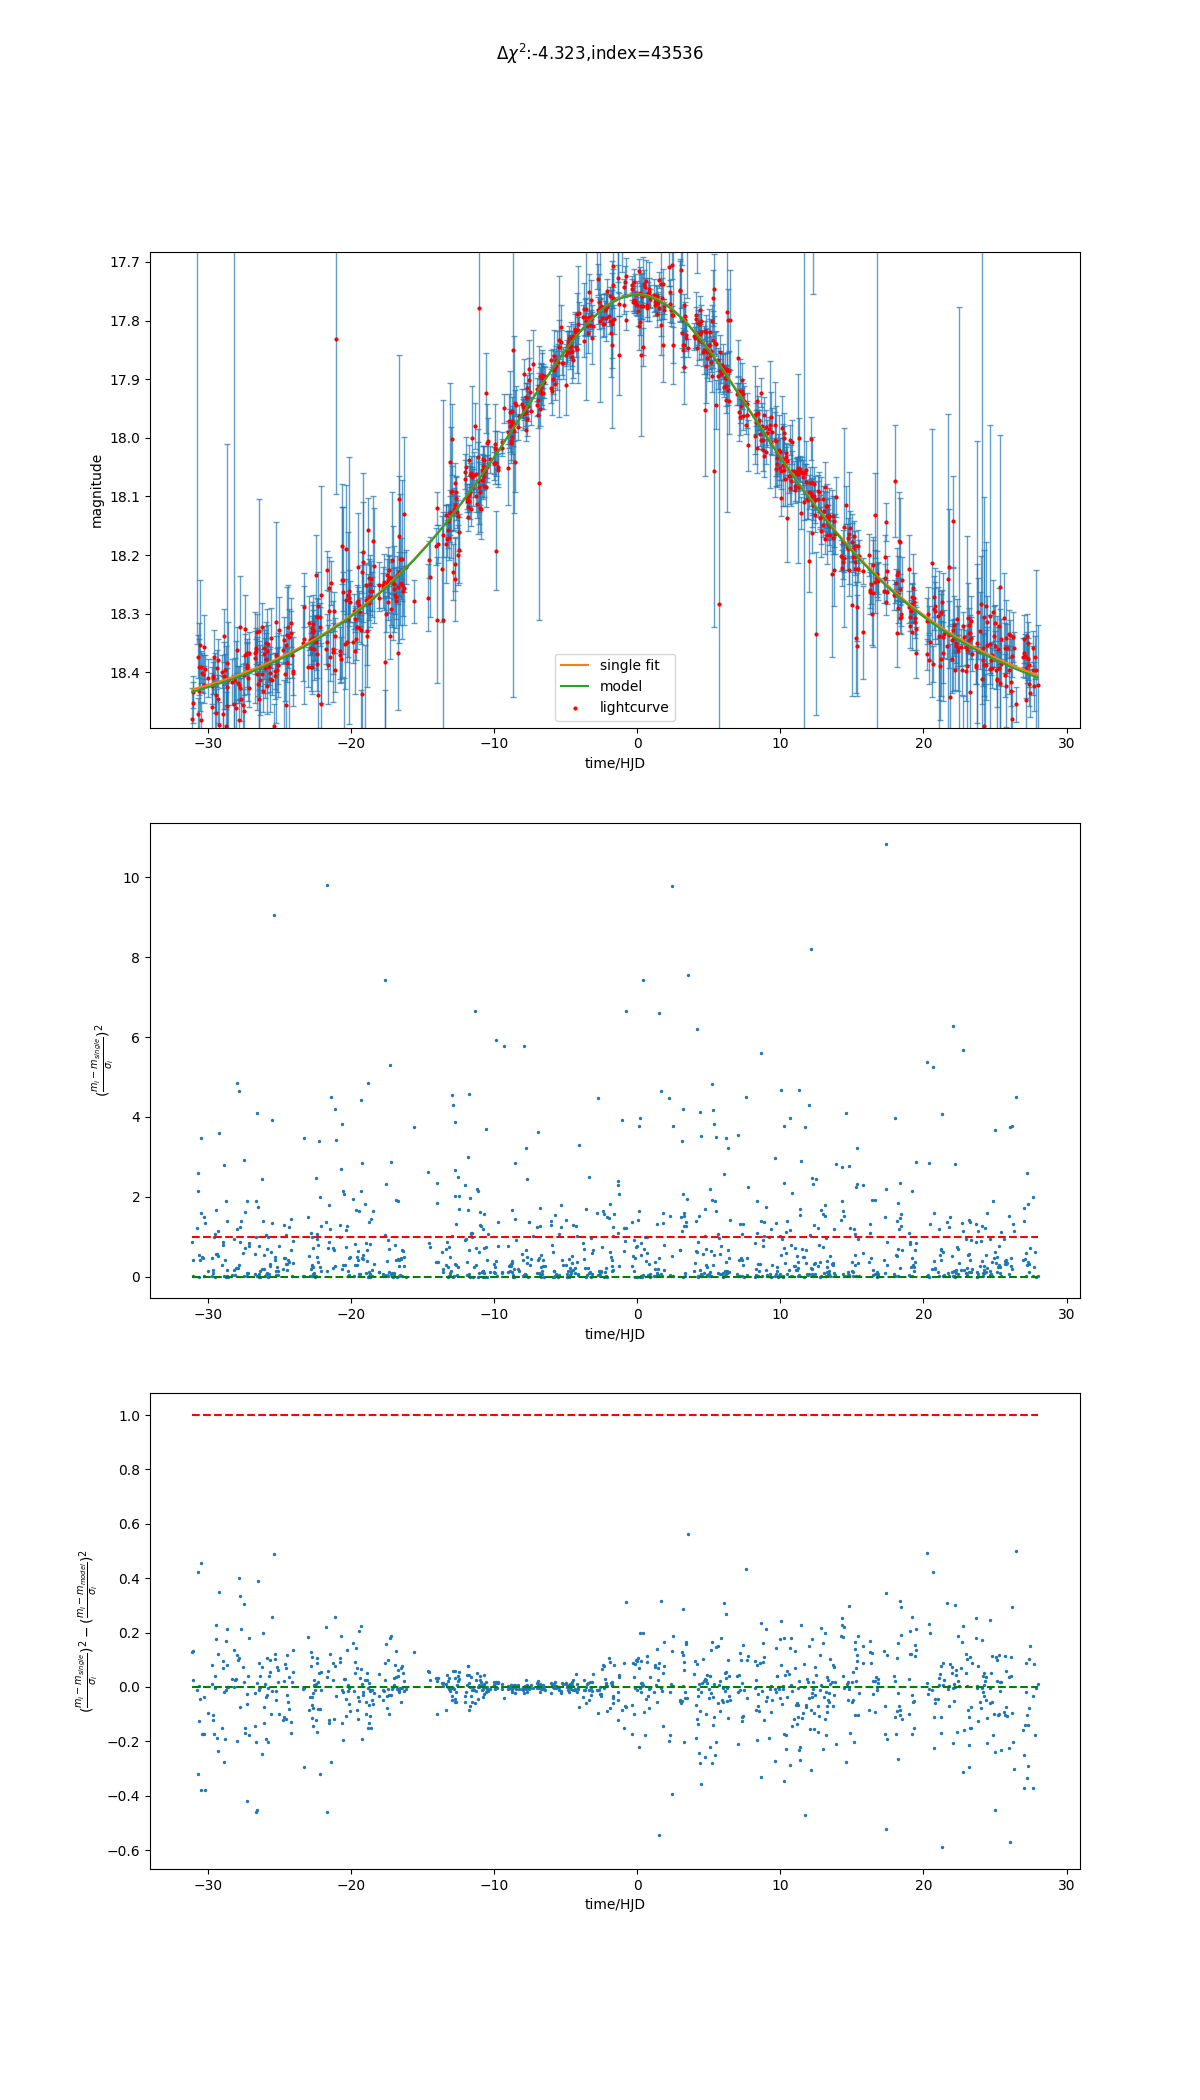 Δχ²:-4.323,index=43536
17.7
17.8
17.9
18.0
18.1
18.2
18.3
18.4
magnitude
single fit
model
lightcurve
−30 −20 −10 0 10 20 30
time/HJD
10
8
6
4
2
0
((mᵢ − m_single)/σᵢ)²
−30 −20 −10 0 10 20 30
time/HJD
1.0
0.8
0.6
0.4
0.2
0.0
−0.2
−0.4
−0.6
((mᵢ − m_single)/σᵢ)² − ((mᵢ − m_model)/σᵢ)²
−30 −20 −10 0 10 20 30
time/HJD